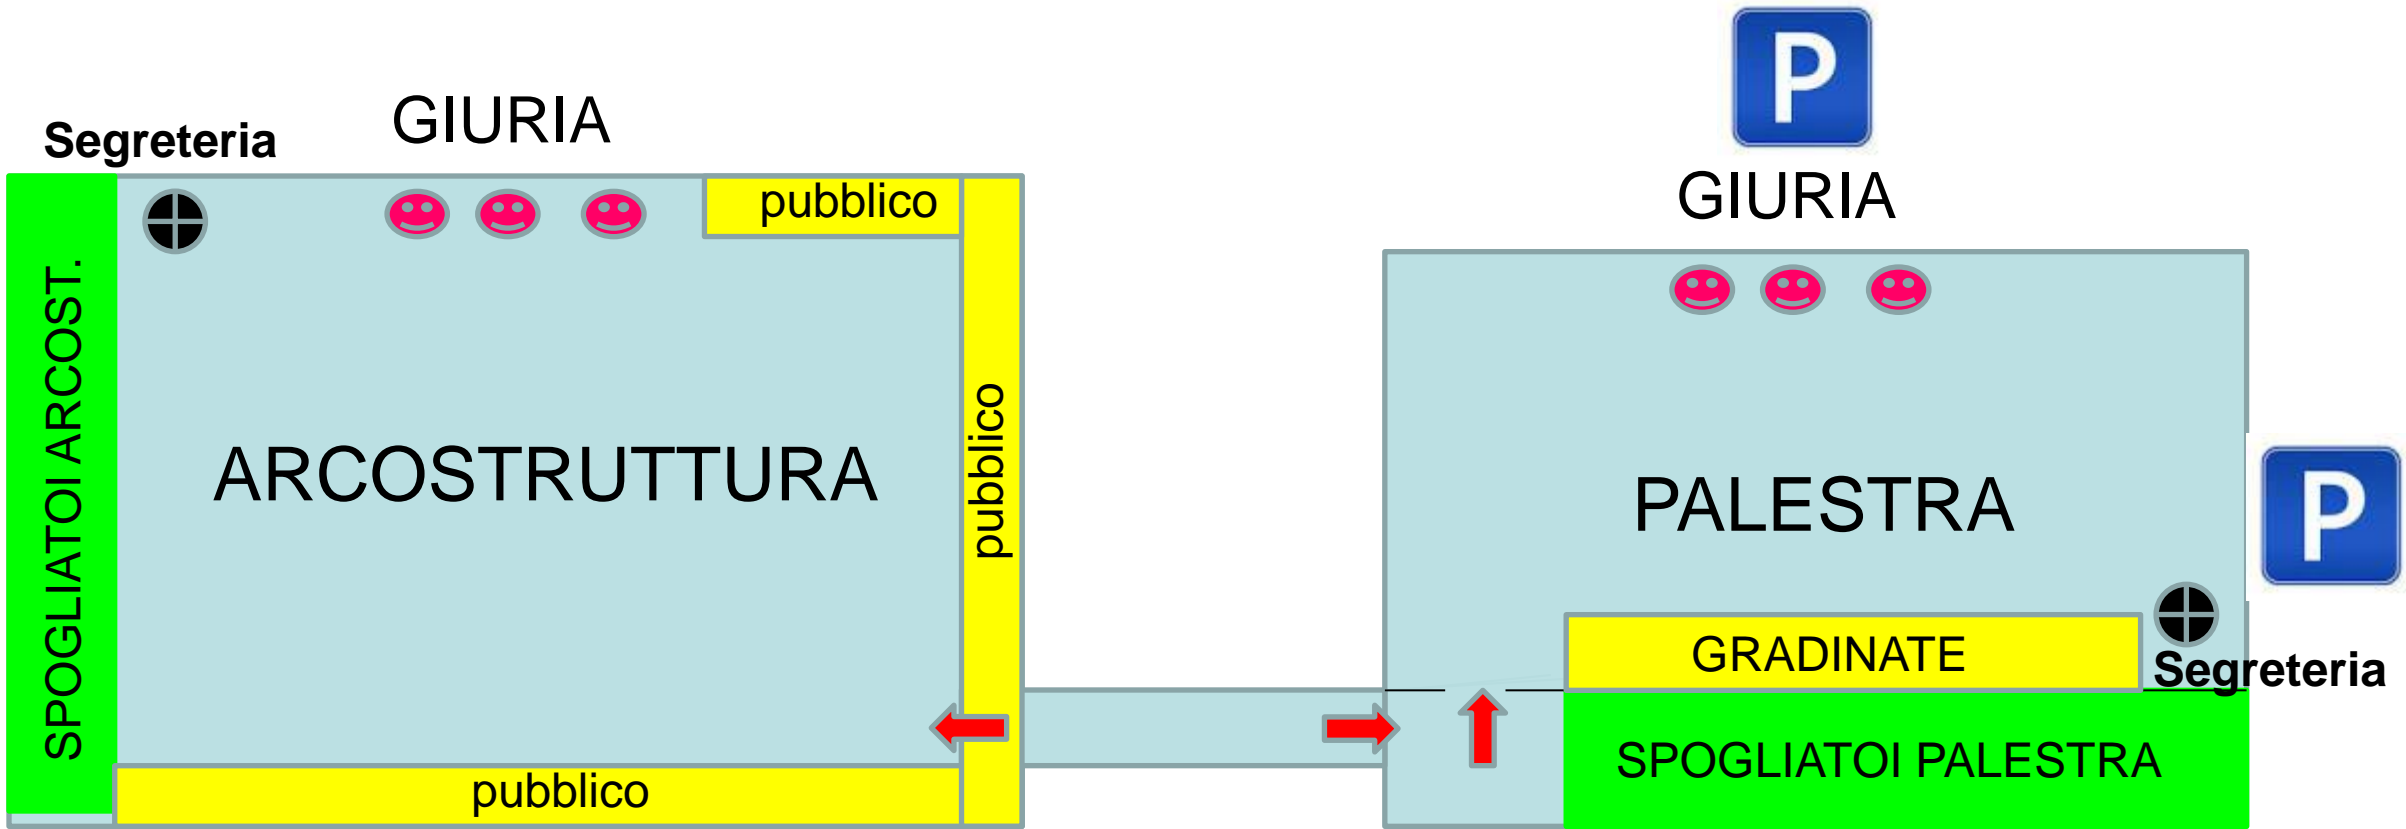 P
GIURIA
Segreteria
GIURIA
pubblico
SPOGLIATOI ARCOST.
ARCOSTRUTTURA
pubblico
PALESTRA
P
GRADINATE
Segreteria
SPOGLIATOI PALESTRA
pubblico